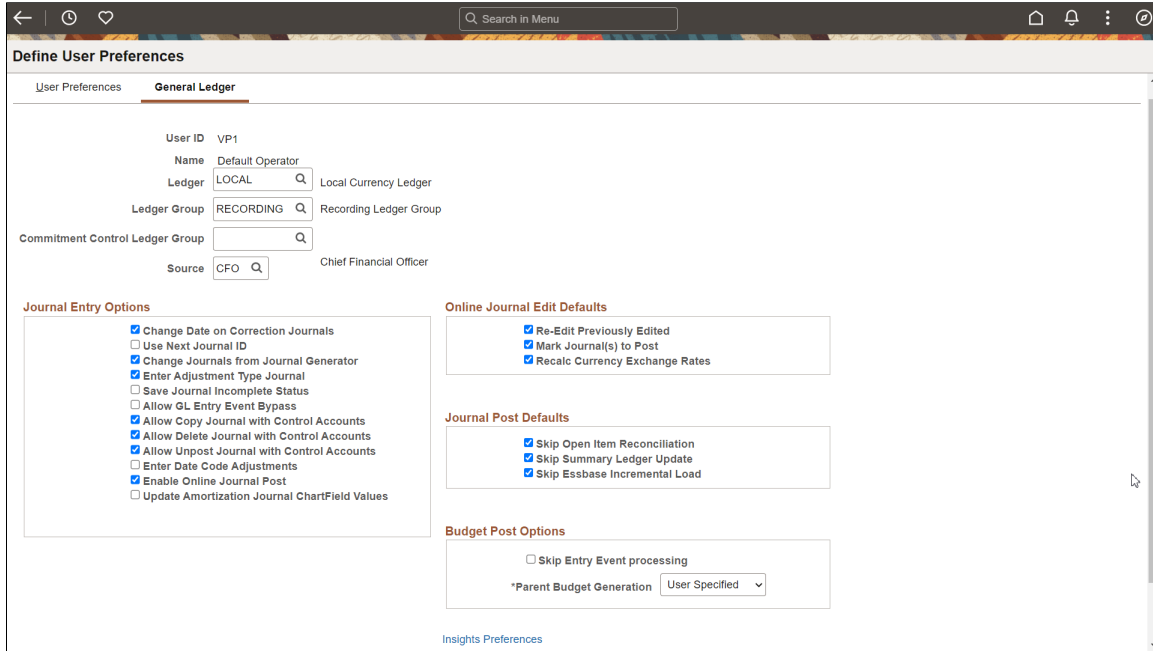 Search in Menu
Define User Preferences
User Preferences
General Ledger
User ID VP1
Name Default Operator
Ledger LOCAL Local Currency Ledger
Ledger Group RECORDING Recording Ledger Group
Commitment Control Ledger Group
Source CFO Chief Financial Officer
Journal Entry Options
Change Date on Correction Journals
Use Next Journal ID
Change Journals from Journal Generator
Enter Adjustment Type Journal
Save Journal Incomplete Status
Allow GL Entry Event Bypass
Allow Copy Journal with Control Accounts
Allow Delete Journal with Control Accounts
Allow Unpost Journal with Control Accounts
Enter Date Code Adjustments
Enable Online Journal Post
Update Amortization Journal ChartField Values
Online Journal Edit Defaults
Re-Edit Previously Edited
Mark Journal(s) to Post
Recalc Currency Exchange Rates
Journal Post Defaults
Skip Open Item Reconciliation
Skip Summary Ledger Update
Skip Essbase Incremental Load
Budget Post Options
Skip Entry Event processing
*Parent Budget Generation User Specified
Insights Preferences